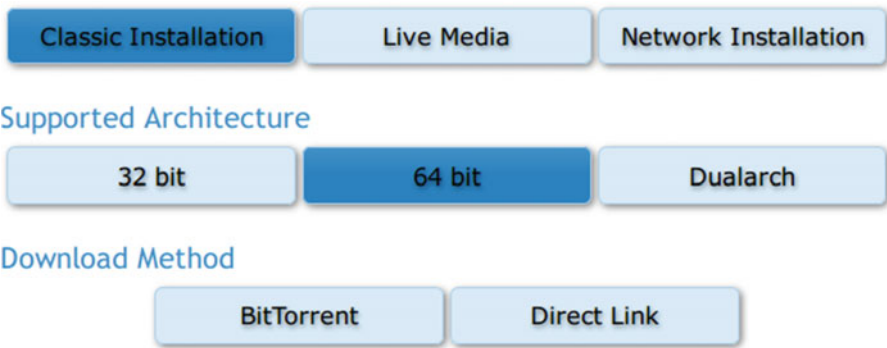 Classic Installation Live Media Network Installation
Supported Architecture
32 bit 64 bit Dualarch
Download Method
BitTorrent Direct Link